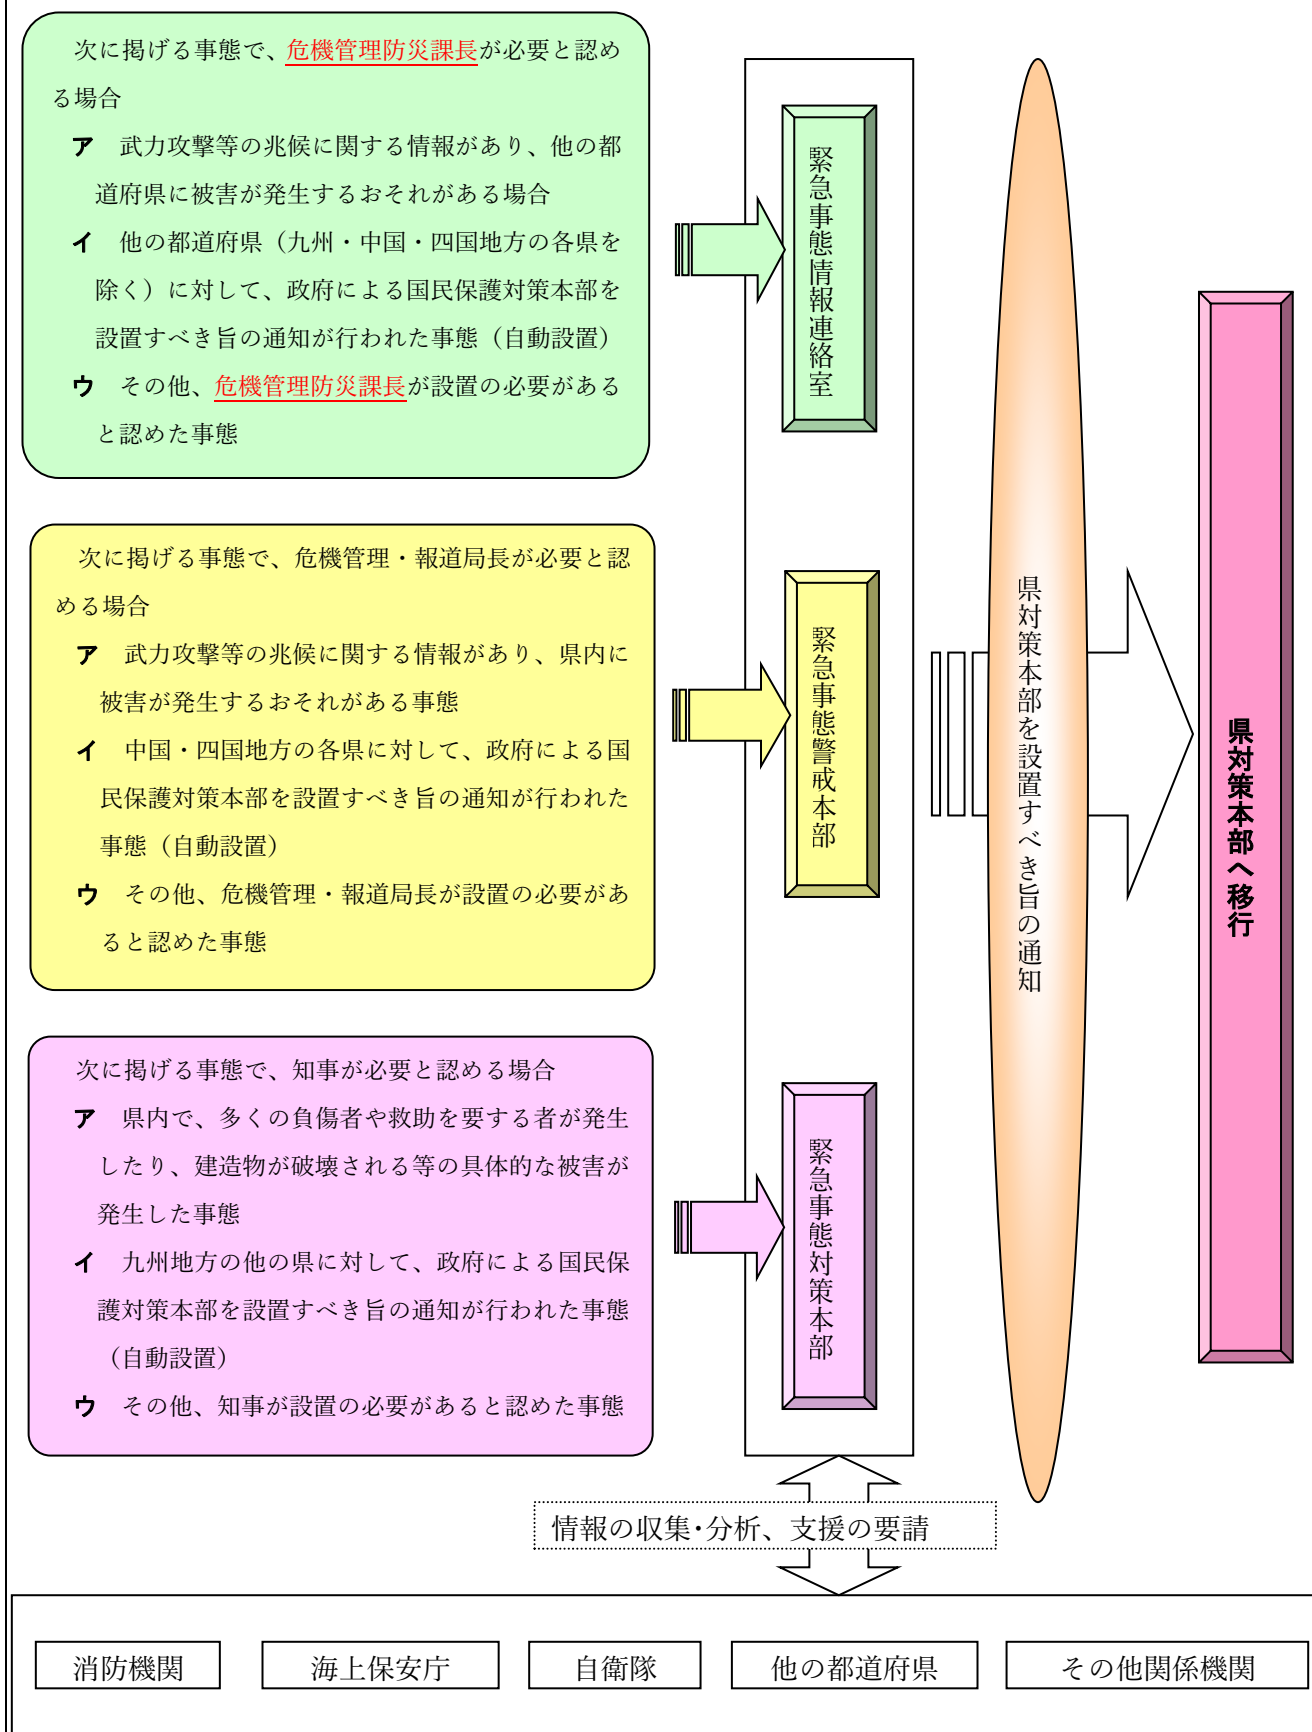 次に掲げる事態で、危機管理防災課長が必要と認め
る場合
ア　武力攻撃等の兆候に関する情報があり、他の都
道府県に被害が発生するおそれがある場合
イ　他の都道府県（九州・中国・四国地方の各県を
除く）に対して、政府による国民保護対策本部を
設置すべき旨の通知が行われた事態（自動設置）
ウ　その他、危機管理防災課長が設置の必要がある
と認めた事態
緊急事態情報連絡室
次に掲げる事態で、危機管理・報道局長が必要と認
める場合
ア　武力攻撃等の兆候に関する情報があり、県内に
被害が発生するおそれがある事態
イ　中国・四国地方の各県に対して、政府による国
民保護対策本部を設置すべき旨の通知が行われた
事態（自動設置）
ウ　その他、危機管理・報道局長が設置の必要があ
ると認めた事態
緊急事態警戒本部
次に掲げる事態で、知事が必要と認める場合
ア　県内で、多くの負傷者や救助を要する者が発生
したり、建造物が破壊される等の具体的な被害が
発生した事態
イ　九州地方の他の県に対して、政府による国民保
護対策本部を設置すべき旨の通知が行われた事態
（自動設置）
ウ　その他、知事が設置の必要があると認めた事態
緊急事態対策本部
県対策本部を設置すべき旨の通知
県対策本部へ移行
情報の収集・分析、支援の要請
消防機関
海上保安庁
自衛隊
他の都道府県
その他関係機関